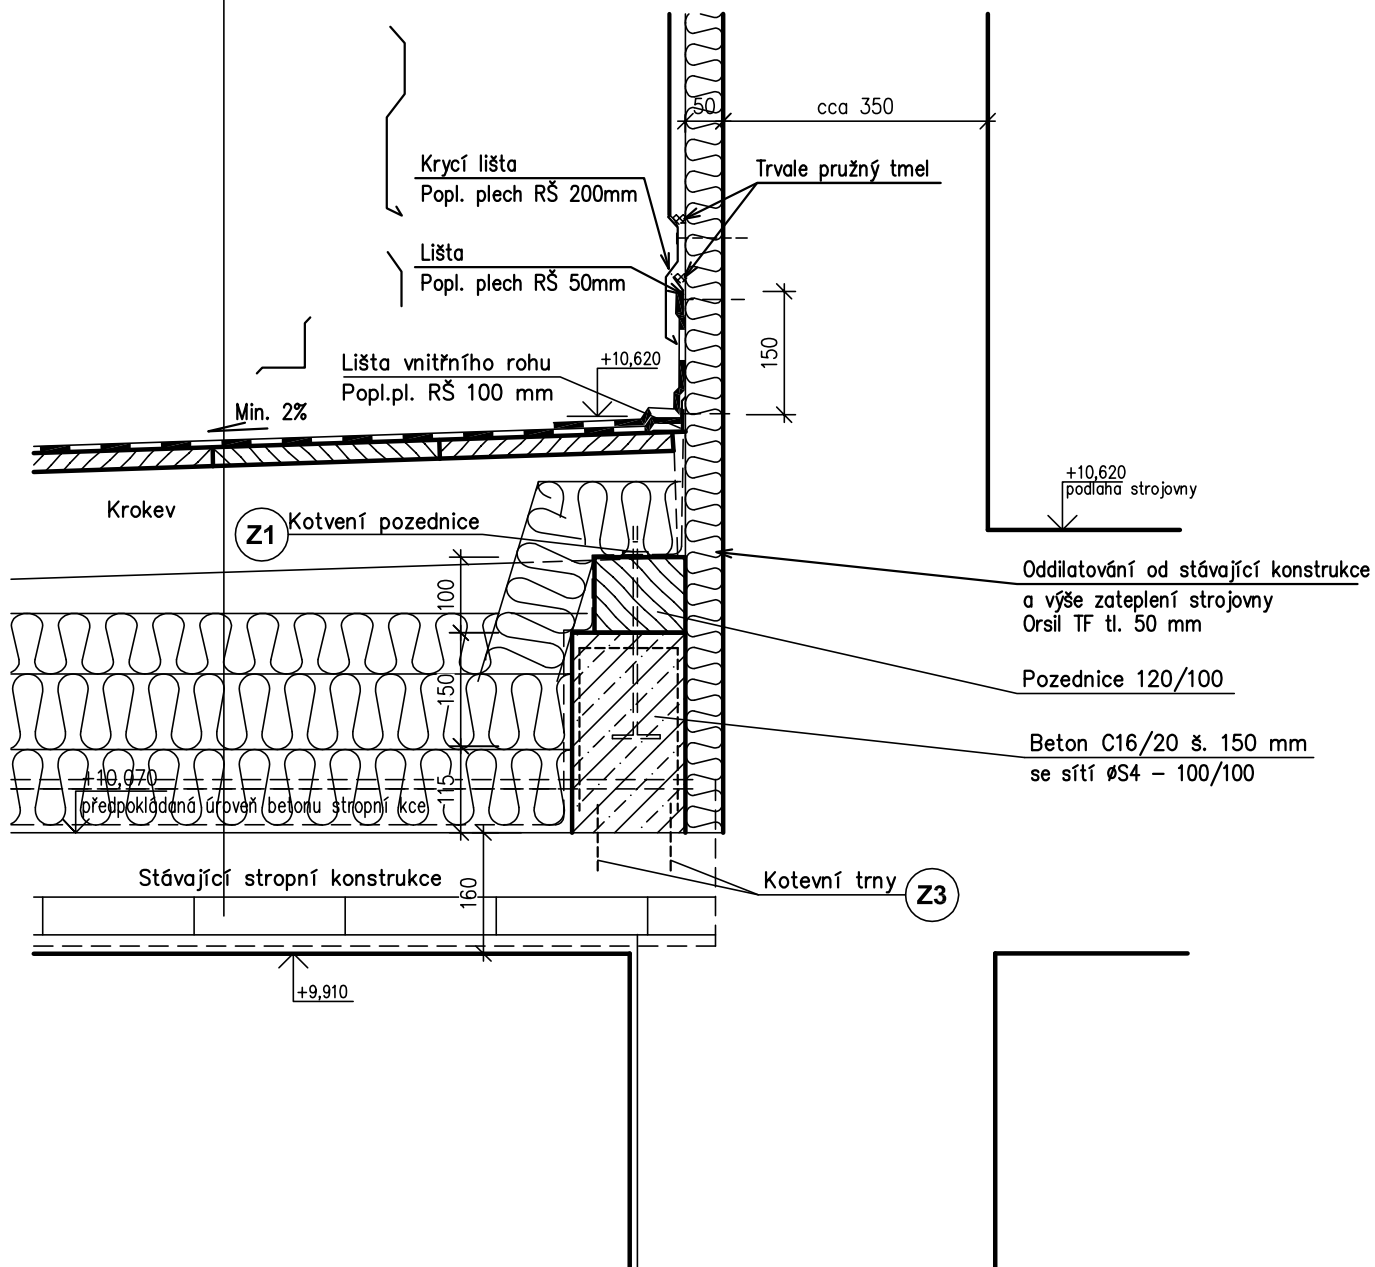 50
cca 350
Krycí lišta
Popl. plech RŠ 200mm
Trvale pružný tmel
Lišta
Popl. plech RŠ 50mm
150
Lišta vnitřního rohu
Popl.pl. RŠ 100 mm
+10,620
Min. 2%
+10,620
podlaha strojovny
Krokev
Z1
Kotvení pozednice
Oddilatování od stávající konstrukce
a výše zateplení strojovny
Orsil TF tl. 50 mm
100
Pozednice 120/100
150
Beton C16/20 š. 150 mm
se sítí øS4 – 100/100
115
+10,070
předpokládaná úroveň betonu stropní kce
Stávající stropní konstrukce
160
Kotevní trny
Z3
+9,910